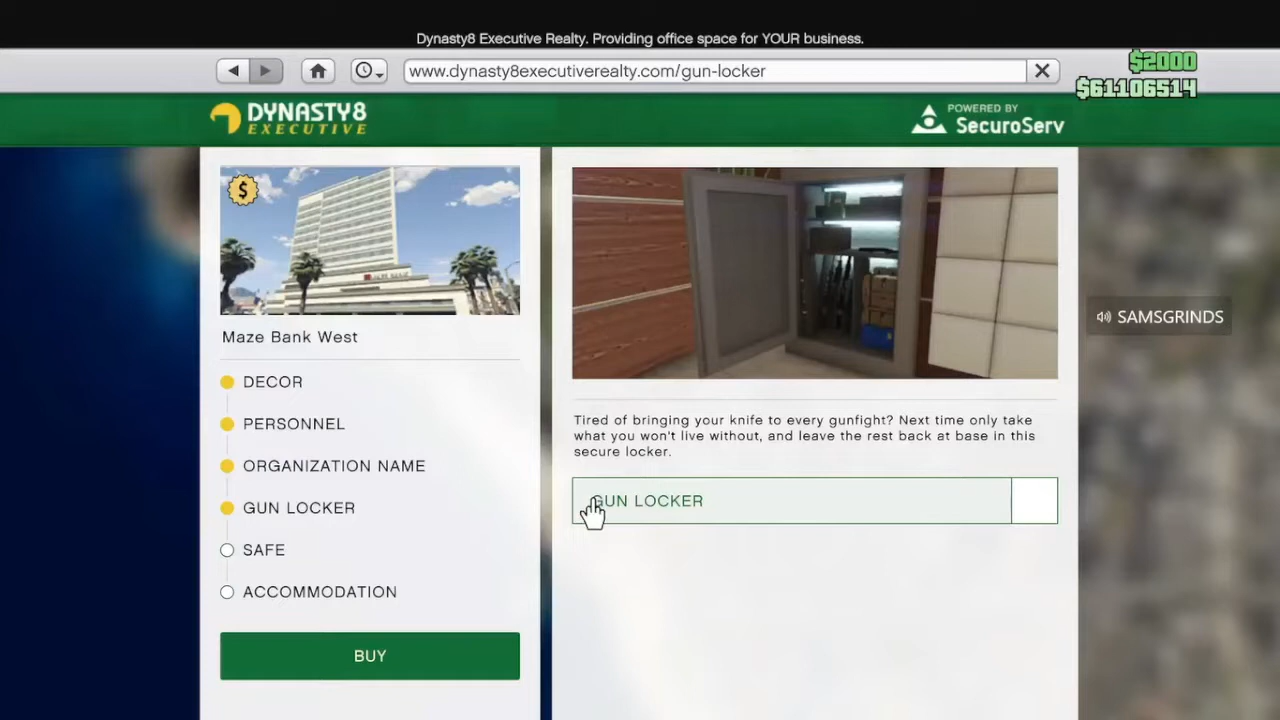 Dynasty8 Executive Realty. Providing office space for YOUR business.
www.dynasty8executiverealty.com/gun-locker
$2000
$61106514
DYNASTY8
EXECUTIVE
POWERED BY
SecuroServ
$
Maze Bank West
DECOR
PERSONNEL
ORGANIZATION NAME
GUN LOCKER
SAFE
ACCOMMODATION
BUY
Tired of bringing your knife to every gunfight? Next time only take
what you won't live without, and leave the rest back at base in this
secure locker.
GUN LOCKER
SAMSGRINDS